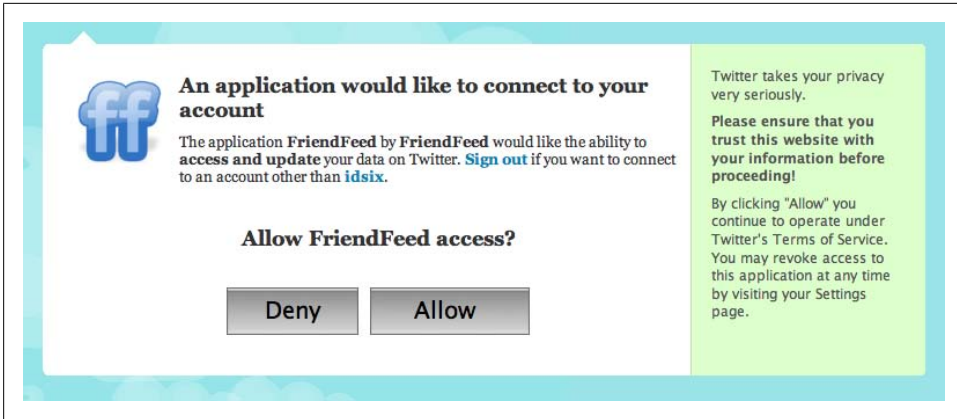 ff
An application would like to connect to your
account
The application FriendFeed by FriendFeed would like the ability to
access and update your data on Twitter. Sign out if you want to connect
to an account other than idsix.
Allow FriendFeed access?
Deny
Allow
Twitter takes your privacy
very seriously.
Please ensure that you
trust this website with
your information before
proceeding!
By clicking "Allow" you
continue to operate under
Twitter's Terms of Service.
You may revoke access to
this application at any time
by visiting your Settings
page.